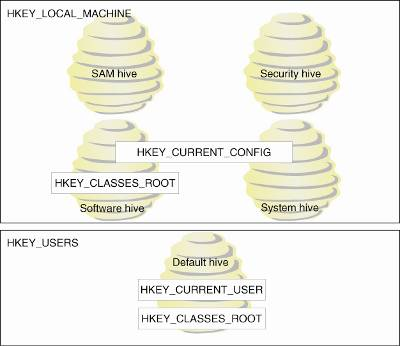 HKEY_LOCAL_MACHINE
SAM hive
Security hive
HKEY_CURRENT_CONFIG
HKEY_CLASSES_ROOT
Software hive
System hive
HKEY_USERS
Default hive
HKEY_CURRENT_USER
HKEY_CLASSES_ROOT